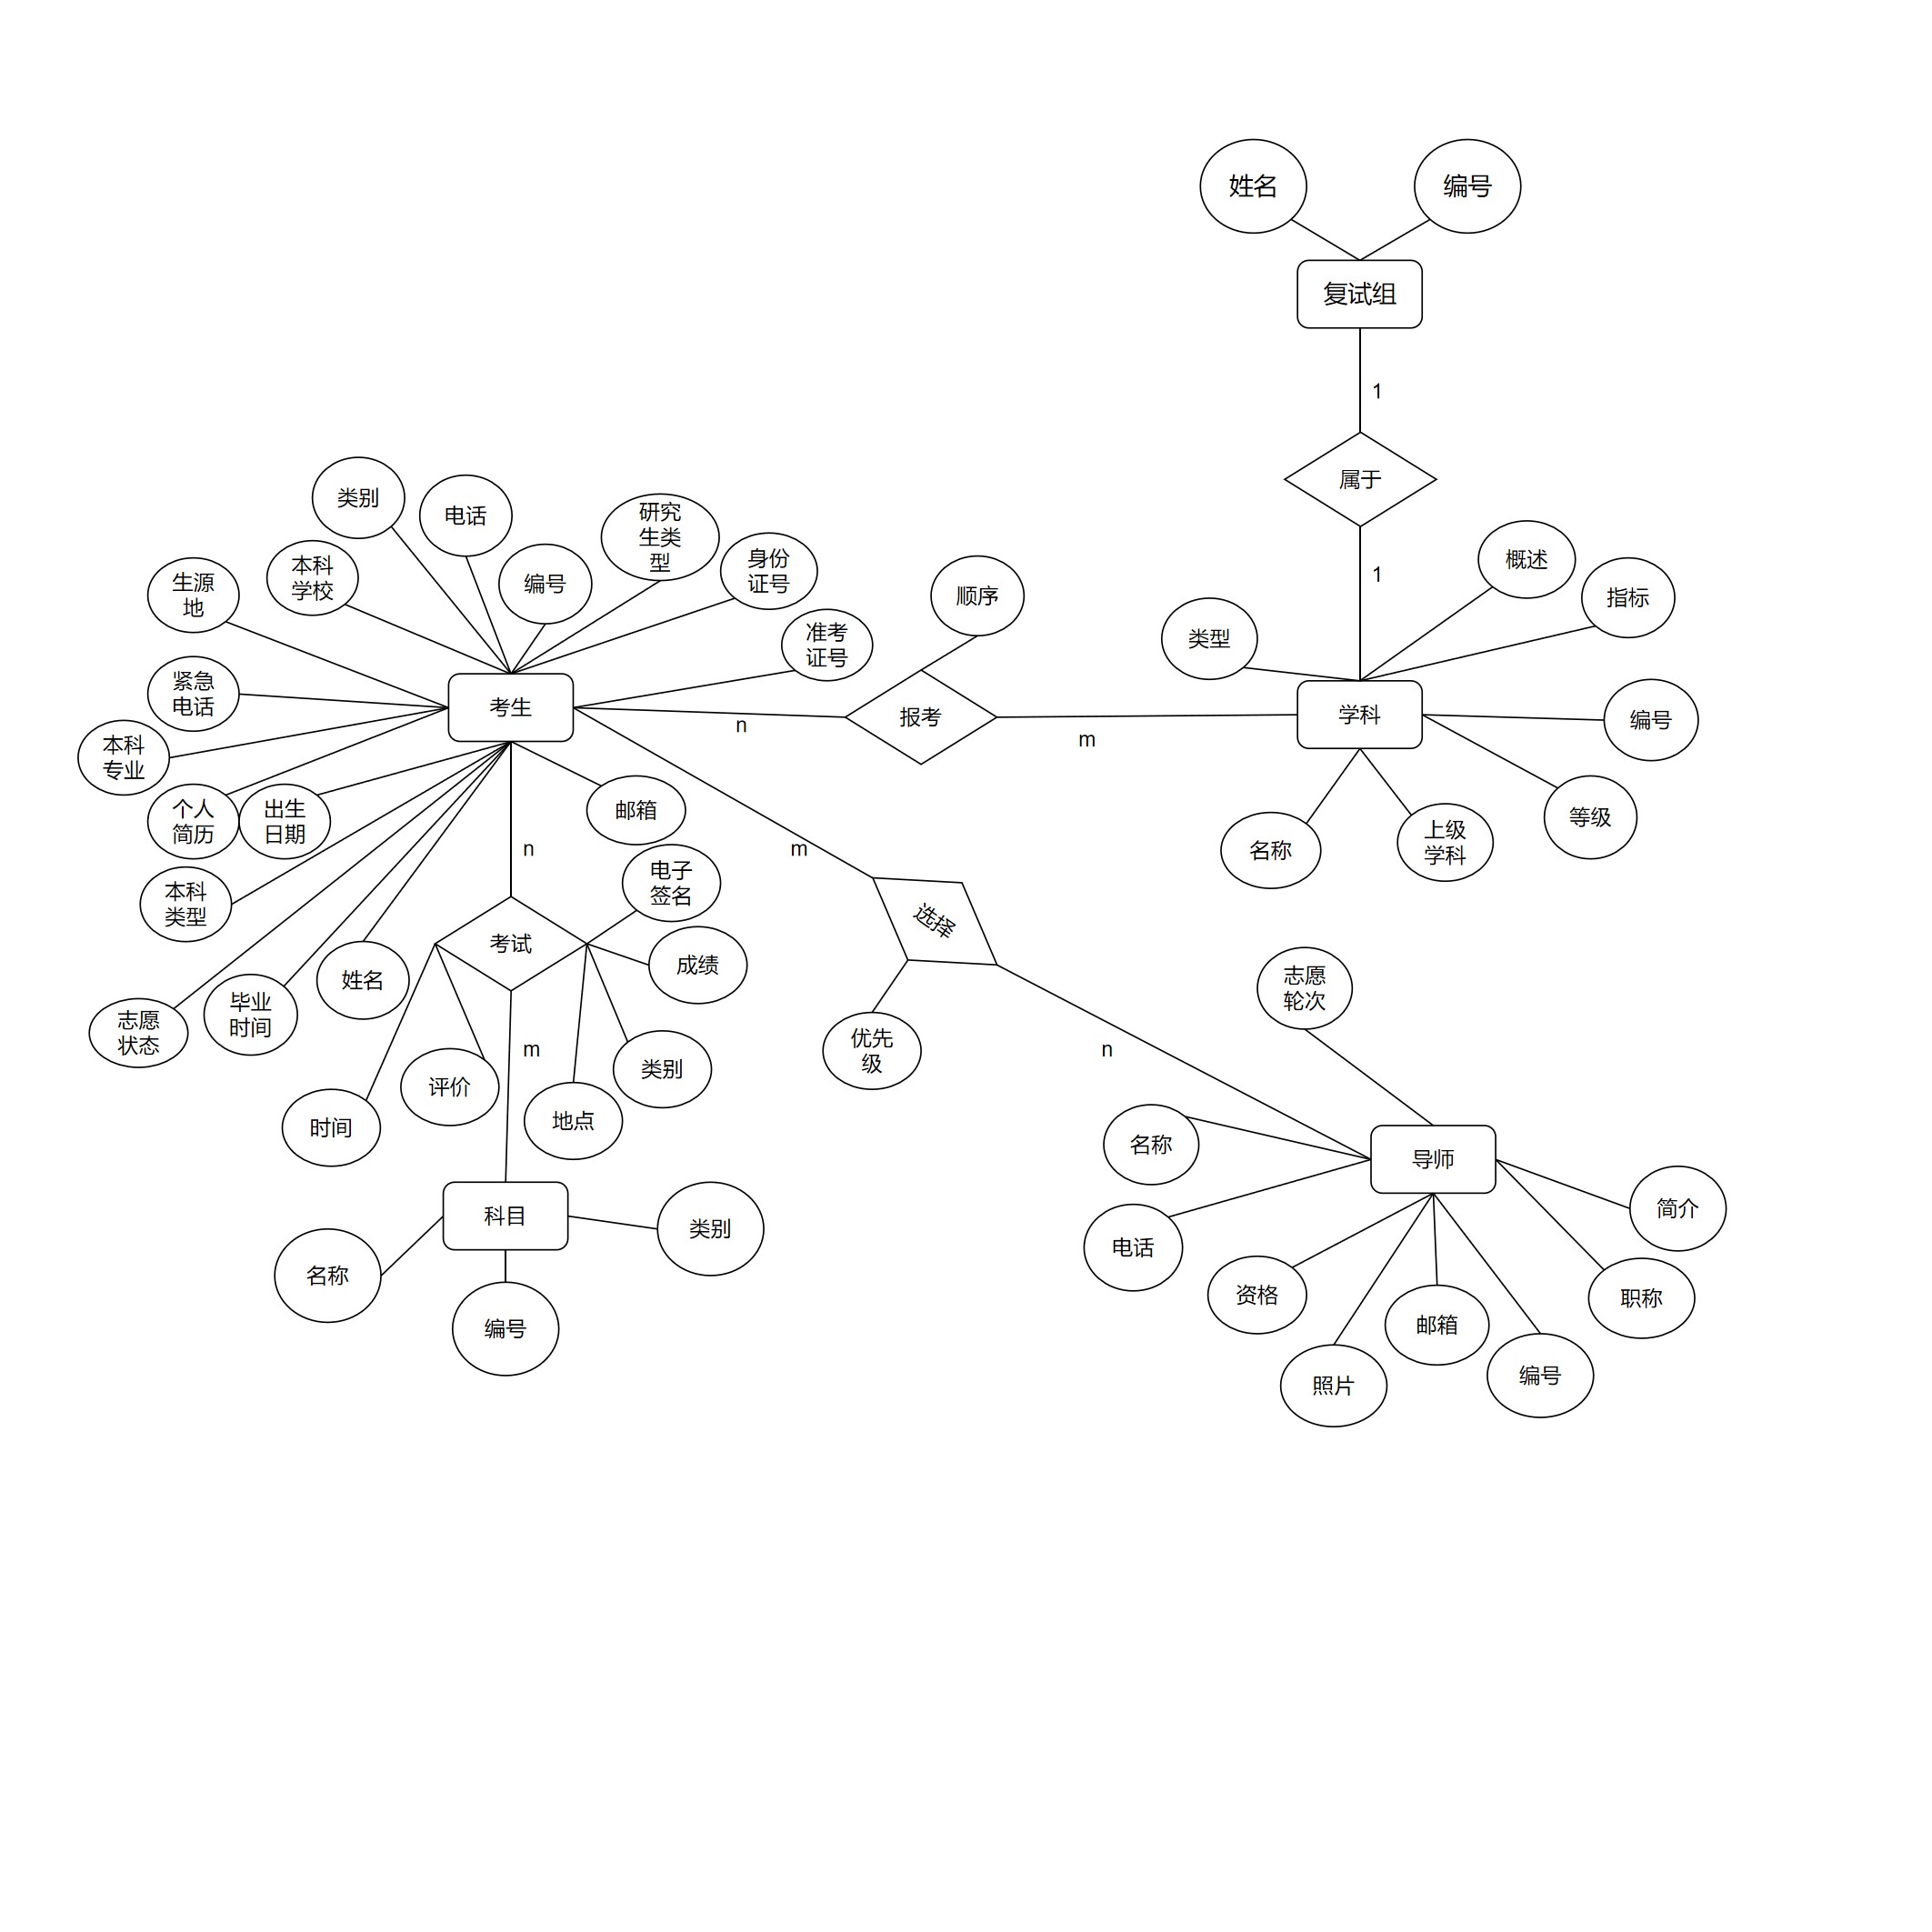 姓名
编号
复试组
1
属于
1
类别
电话
研究
生类
型
编号
身份
证号
本科
学校
生源
地
准考
证号
顺序
概述
指标
类型
紧急
电话
考生
n
报考
m
学科
编号
本科
专业
个人
简历
出生
日期
邮箱
名称
上级
学科
等级
n
m
本科
类型
电子
签名
选择
考试
成绩
姓名
毕业
时间
志愿
状态
志愿
轮次
m
类别
优先
级
n
评价
时间
地点
名称
导师
科目
类别
电话
简介
名称
编号
资格
邮箱
职称
照片
编号